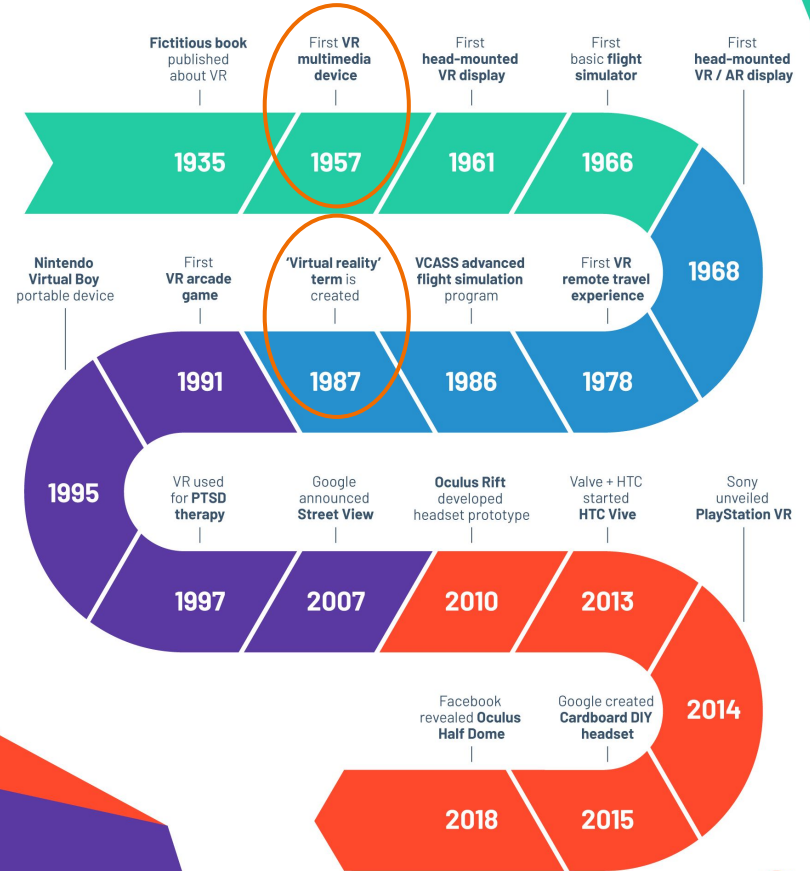 Fictitious book
published
about VR
First VR
multimedia
device
First
head-mounted
VR display
First
basic flight
simulator
First
head-mounted
VR / AR display
1935
1957
1961
1966
1968
First VR
remote travel
experience
VCASS advanced
flight simulation
program
'Virtual reality'
term is
created
First
VR arcade
game
Nintendo
Virtual Boy
portable device
1978
1986
1987
1991
1995
VR used
for PTSD
therapy
Google
announced
Street View
Oculus Rift
developed
headset prototype
Valve + HTC
started
HTC Vive
Sony
unveiled
PlayStation VR
1997
2007
2010
2013
2014
Google created
Cardboard DIY
headset
Facebook
revealed Oculus
Half Dome
2015
2018